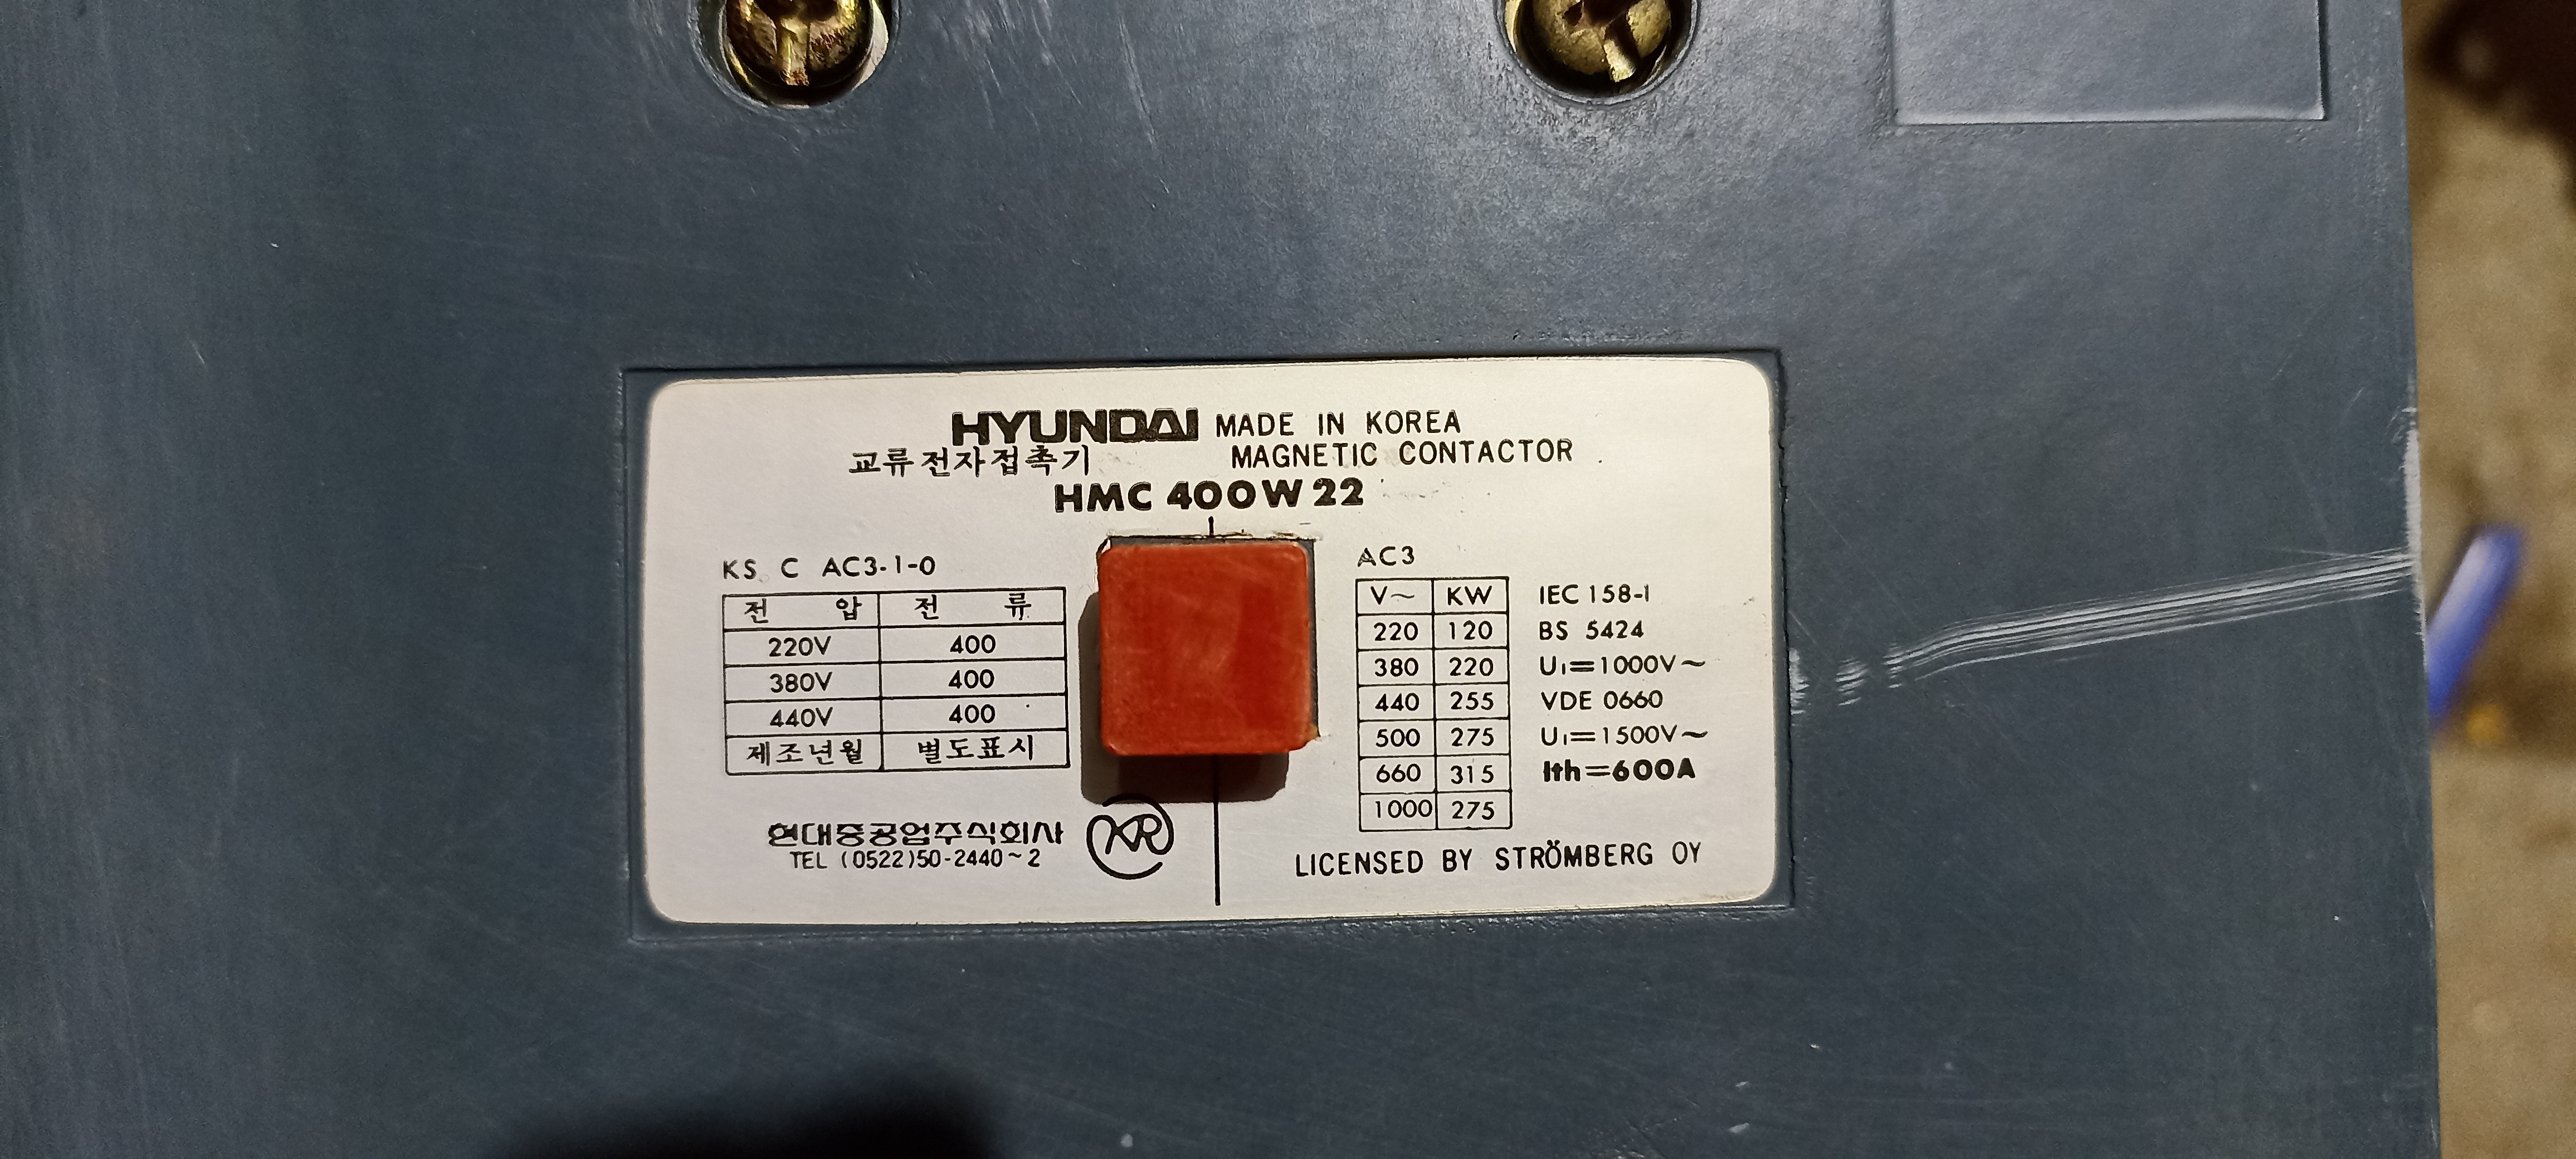 HYUNDAI MADE IN KOREA
교류전자접촉기 MAGNETIC CONTACTOR
HMC 400W22
KS C AC3-1-0
전 압 전 류
220V 400
380V 400
440V 400
제조년월 별도표시
현대중공업주식회사
TEL (0522)50-2440~2
KR
AC3
V~ KW
220 120
380 220
440 255
500 275
660 315
1000 275
IEC 158-1
BS 5424
Ui=1000V~
VDE 0660
Ui=1500V~
Ith=600A
LICENSED BY STRÖMBERG OY